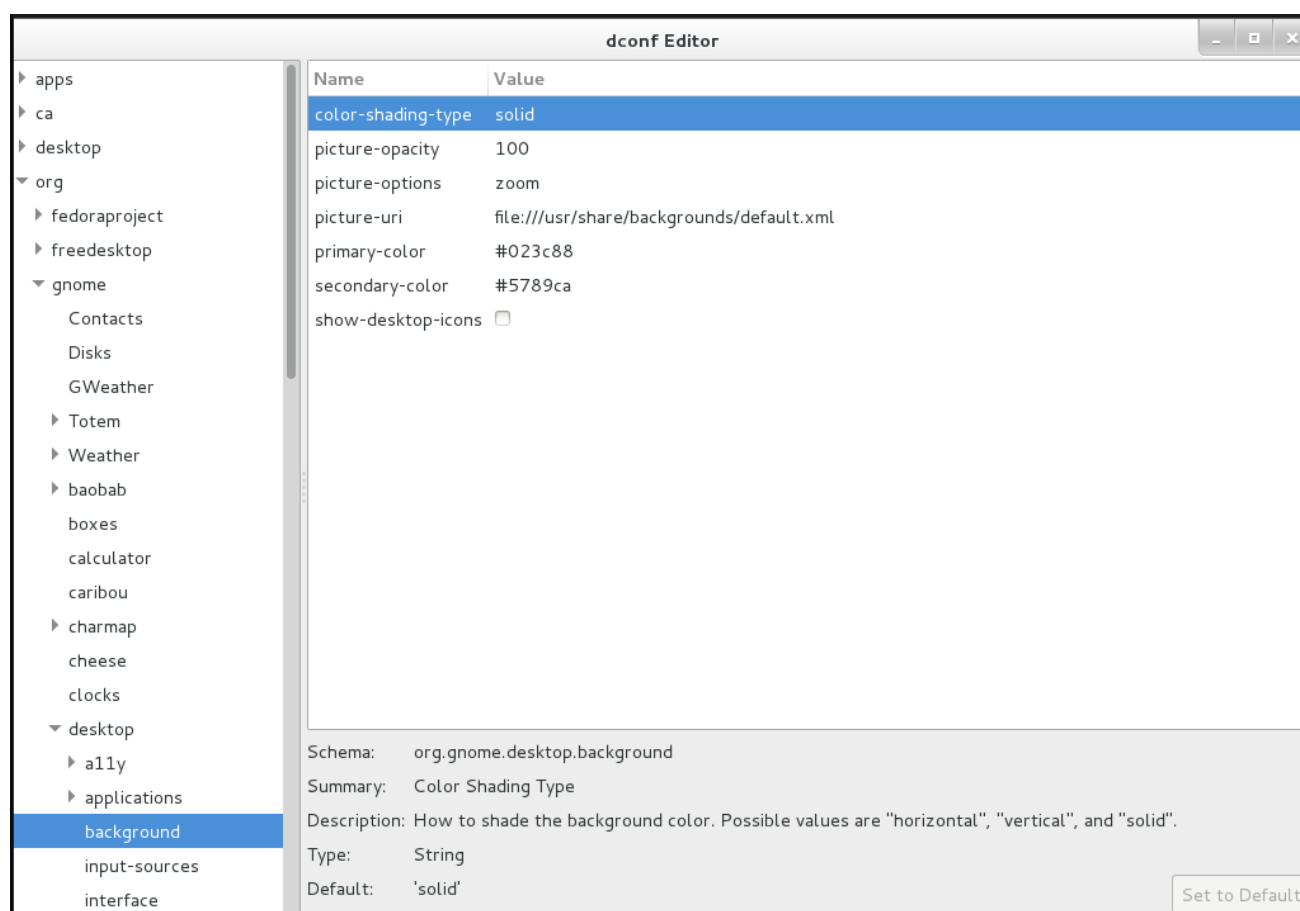 dconf Editor
apps
ca
desktop
org
fedoraproject
freedesktop
gnome
Contacts
Disks
GWeather
Totem
Weather
baobab
boxes
calculator
caribou
charmap
cheese
clocks
desktop
a11y
applications
background
input-sources
interface
Name Value
color-shading-type solid
picture-opacity 100
picture-options zoom
picture-uri file:///usr/share/backgrounds/default.xml
primary-color #023c88
secondary-color #5789ca
show-desktop-icons
Schema: org.gnome.desktop.background
Summary: Color Shading Type
Description: How to shade the background color. Possible values are "horizontal", "vertical", and "solid".
Type: String
Default: 'solid'
Set to Default